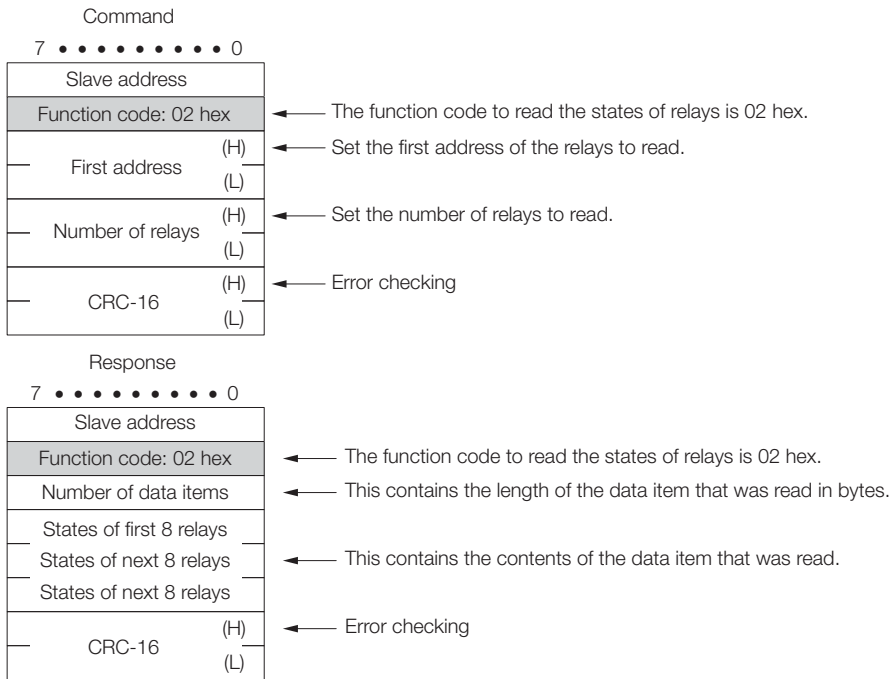 Command
7 • • • • • • • • • 0
Slave address
Function code: 02 hex
The function code to read the states of relays is 02 hex.
First address
(H)
(L)
Set the first address of the relays to read.
Number of relays
(H)
(L)
Set the number of relays to read.
CRC-16
(H)
(L)
Error checking
Response
7 • • • • • • • • • 0
Slave address
Function code: 02 hex
The function code to read the states of relays is 02 hex.
Number of data items
This contains the length of the data item that was read in bytes.
States of first 8 relays
States of next 8 relays
This contains the contents of the data item that was read.
States of next 8 relays
CRC-16
(H)
(L)
Error checking